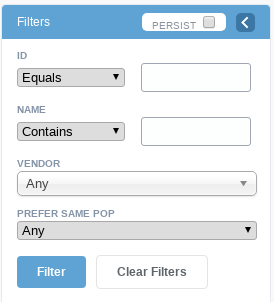 Filters PERSIST
ID
Equals
NAME
Contains
VENDOR
Any
PREFER SAME POP
Any
Filter Clear Filters